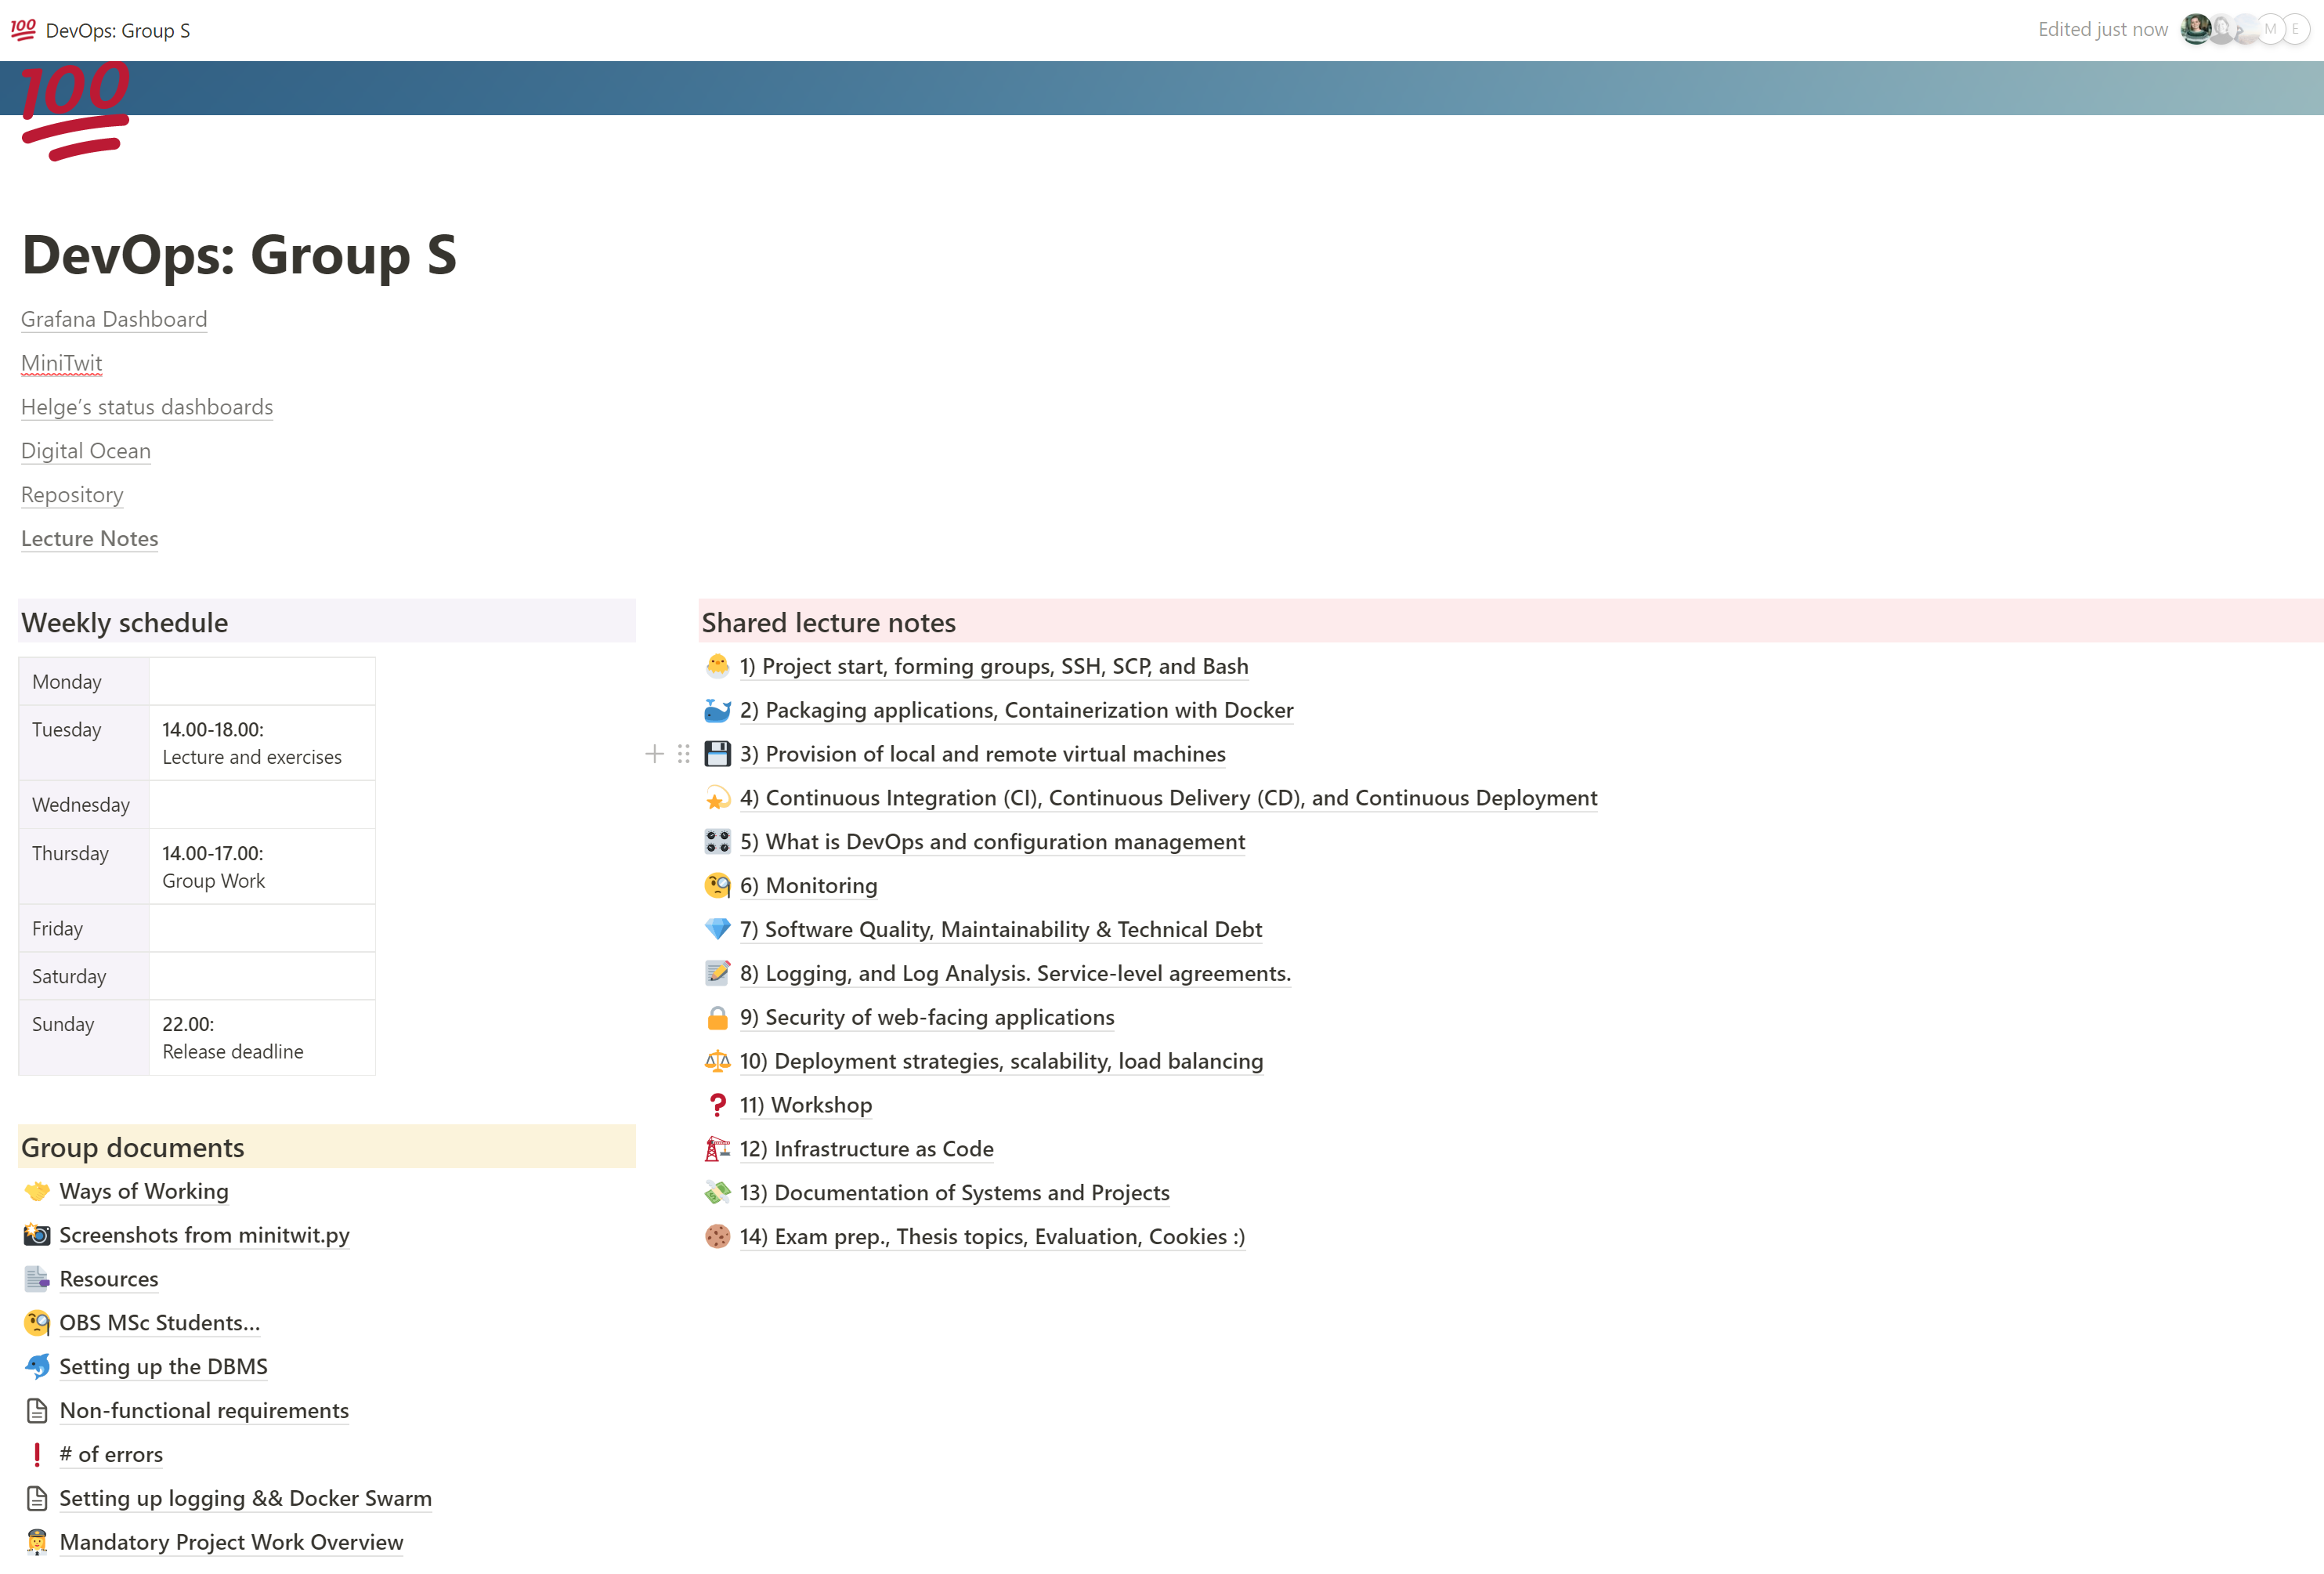 💯 DevOps: Group S
Edited just now
M E
💯
DevOps: Group S
Grafana Dashboard
MiniTwit
Helge’s status dashboards
Digital Ocean
Repository
Lecture Notes
Weekly schedule
Monday
Tuesday 14.00-18.00:
Lecture and exercises
Wednesday
Thursday 14.00-17.00:
Group Work
Friday
Saturday
Sunday 22.00:
Release deadline
Group documents
Ways of Working
Screenshots from minitwit.py
Resources
OBS MSc Students...
Setting up the DBMS
Non-functional requirements
# of errors
Setting up logging && Docker Swarm
Mandatory Project Work Overview
Shared lecture notes
1) Project start, forming groups, SSH, SCP, and Bash
2) Packaging applications, Containerization with Docker
3) Provision of local and remote virtual machines
4) Continuous Integration (CI), Continuous Delivery (CD), and Continuous Deployment
5) What is DevOps and configuration management
6) Monitoring
7) Software Quality, Maintainability & Technical Debt
8) Logging, and Log Analysis. Service-level agreements.
9) Security of web-facing applications
10) Deployment strategies, scalability, load balancing
11) Workshop
12) Infrastructure as Code
13) Documentation of Systems and Projects
14) Exam prep., Thesis topics, Evaluation, Cookies :)